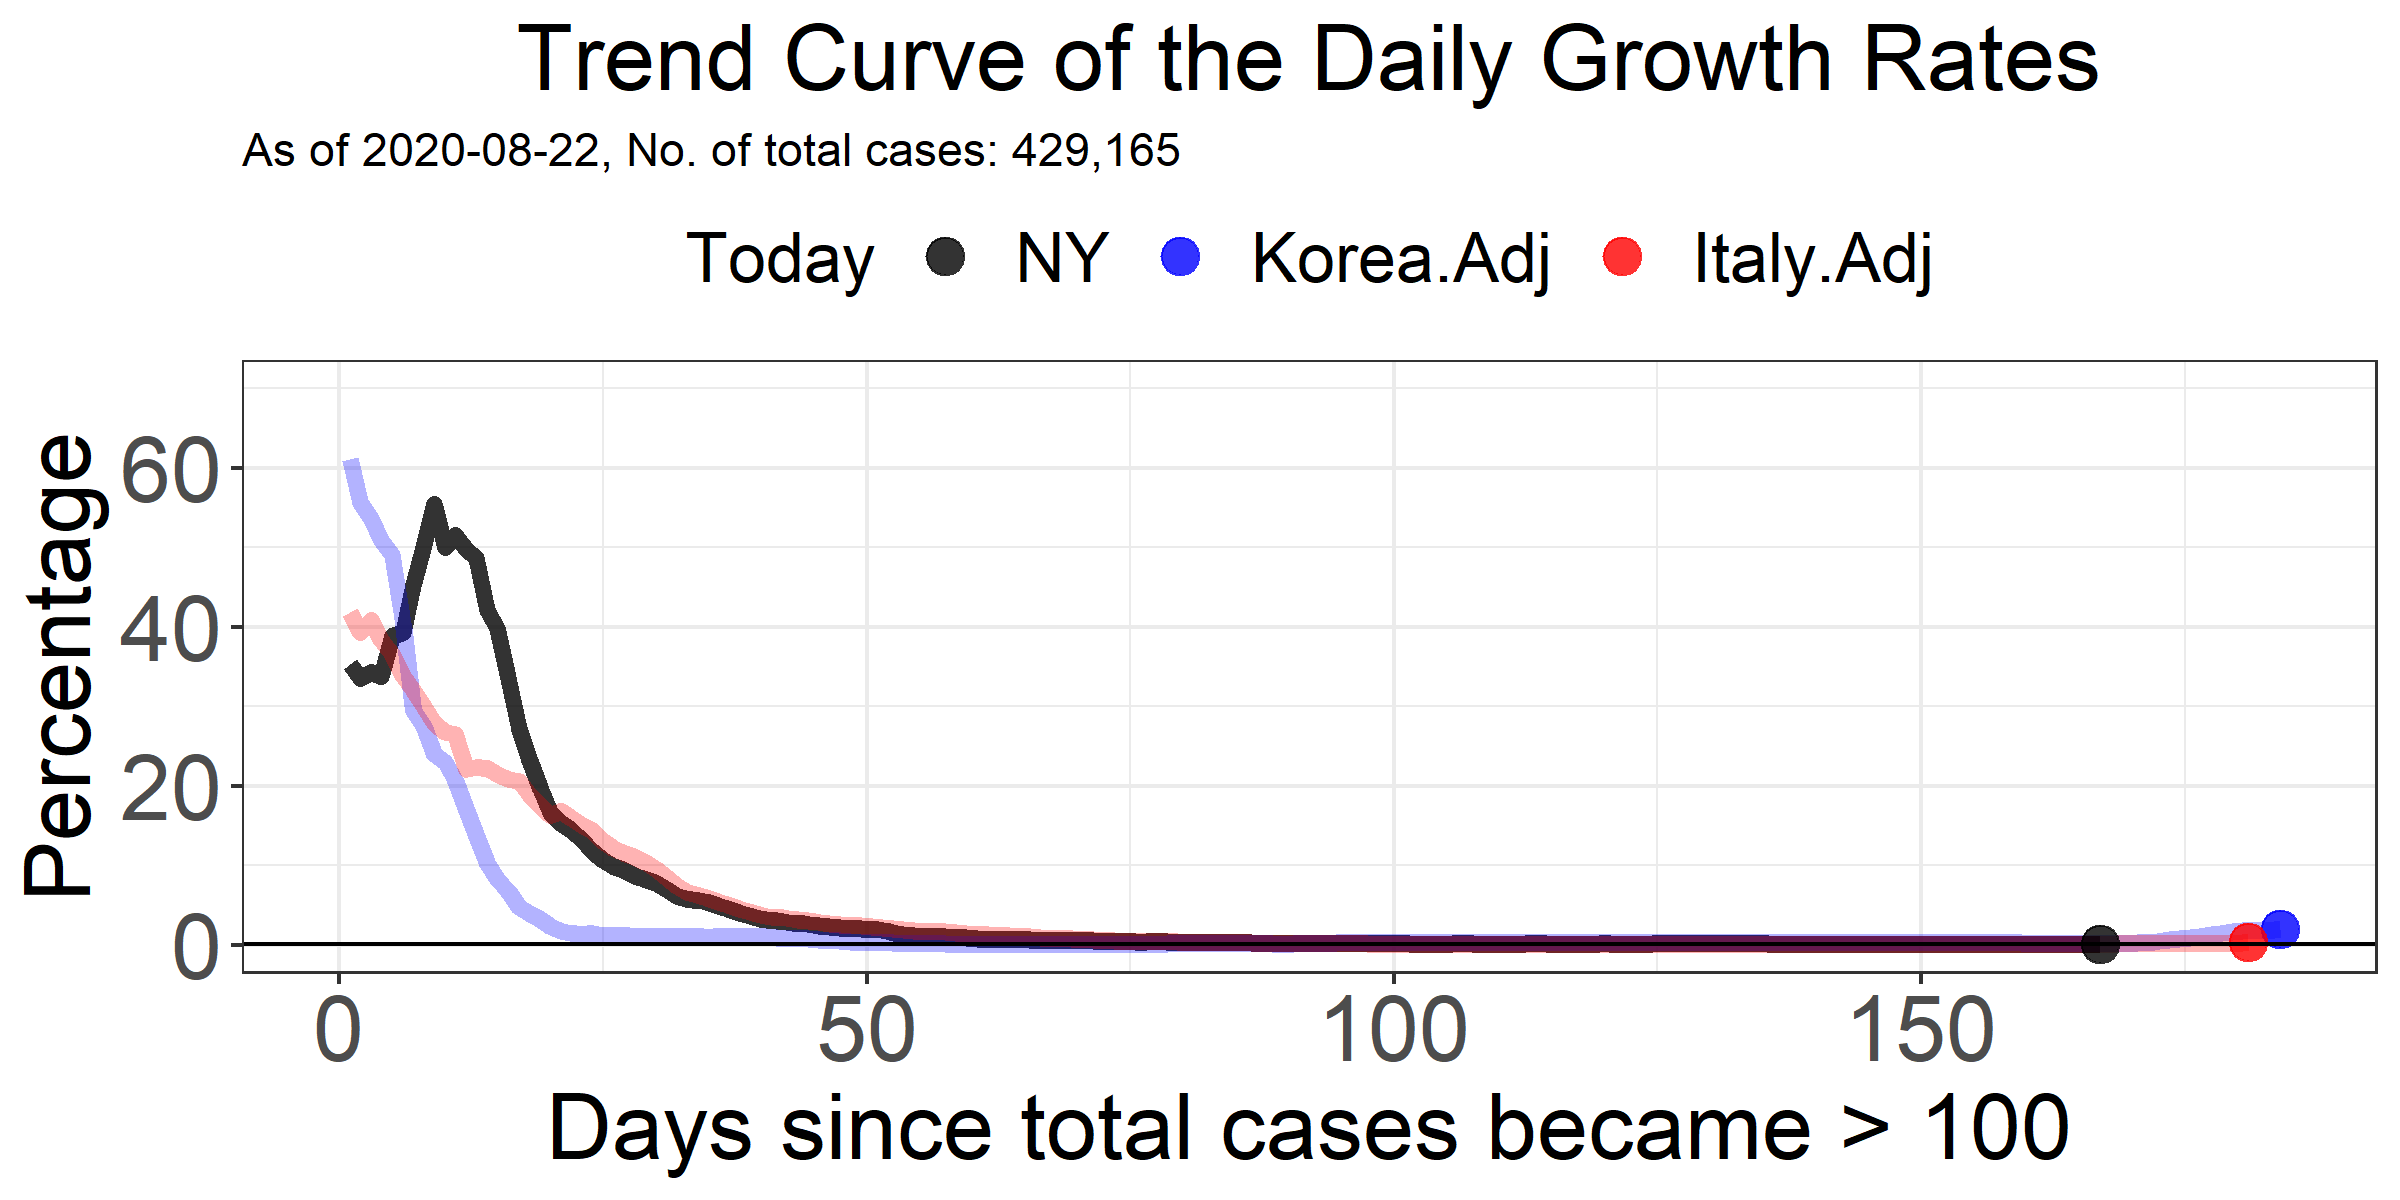 Trend Curve of the Daily Growth Rates
As of 2020-08-22, No. of total cases: 429,165
Today NY Korea.Adj Italy.Adj
Percentage
60
40
20
0
0 50 100 150
Days since total cases became > 100